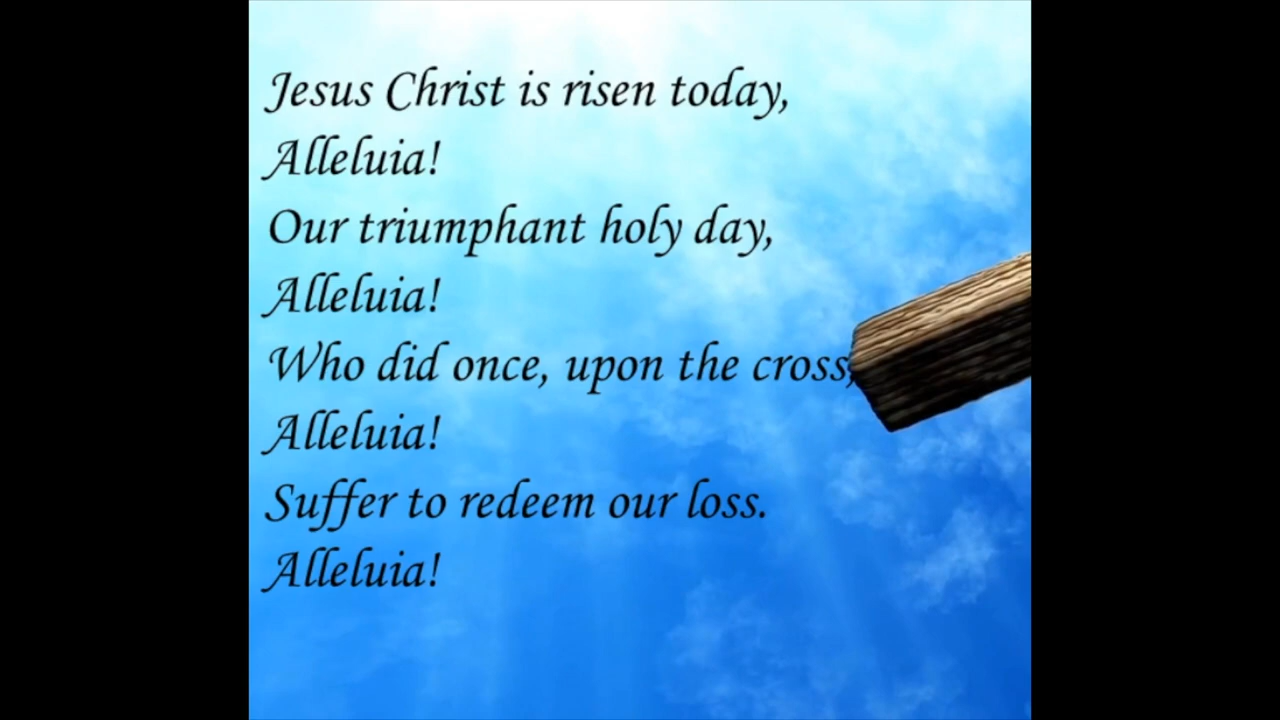 Jesus Christ is risen today,
Alleluia!
Our triumphant holy day,
Alleluia!
Who did once, upon the cross,
Alleluia!
Suffer to redeem our loss.
Alleluia!